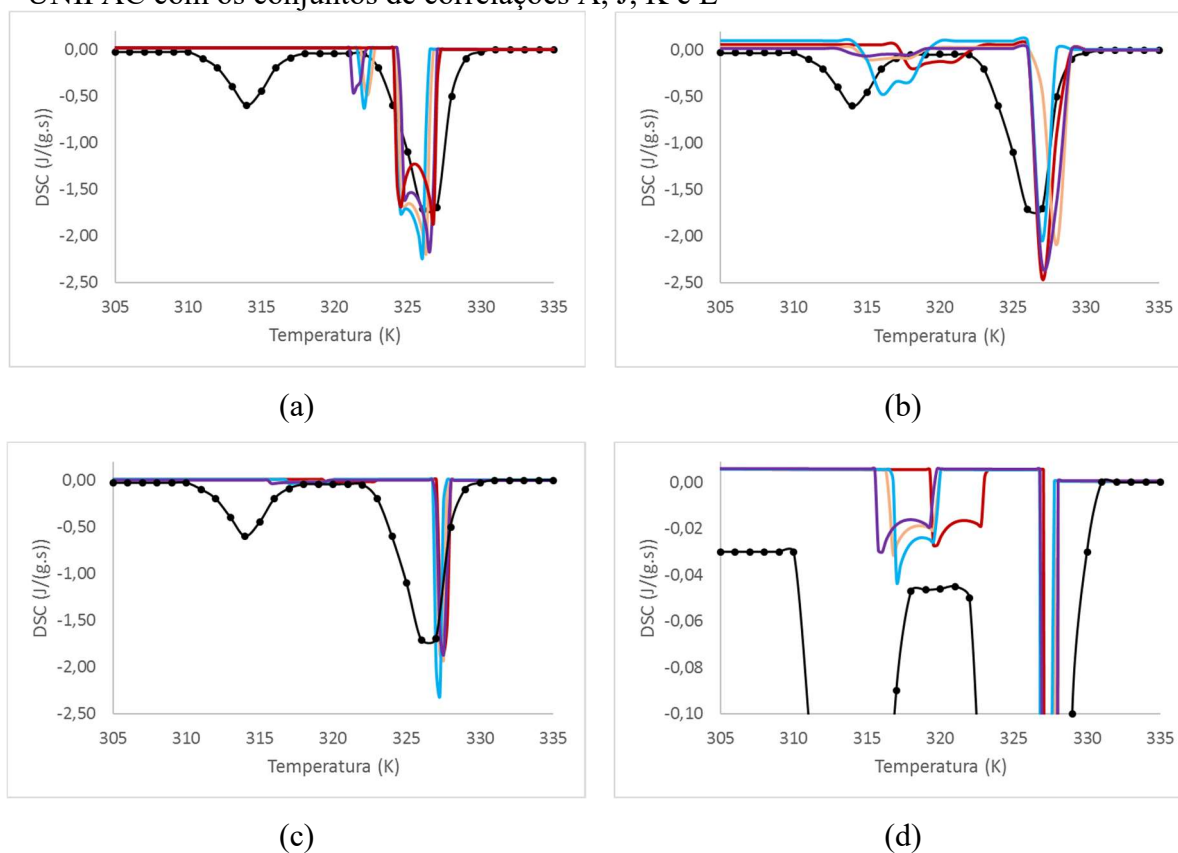 UNIFAC com os conjuntos de correlações A, J, K e L
0,00
-0,50
-1,00
-1,50
-2,00
-2,50
DSC (J/(g.s))
305 310 315 320 325 330 335
Temperatura (K)
(a)
0,00
-0,50
-1,00
-1,50
-2,00
-2,50
DSC (J/(g.s))
305 310 315 320 325 330 335
Temperatura (K)
(b)
0,00
-0,50
-1,00
-1,50
-2,00
-2,50
DSC (J/(g.s))
305 310 315 320 325 330 335
Temperatura (K)
(c)
0,00
-0,02
-0,04
-0,06
-0,08
-0,10
DSC (J/(g.s))
305 310 315 320 325 330 335
Temperatura (K)
(d)